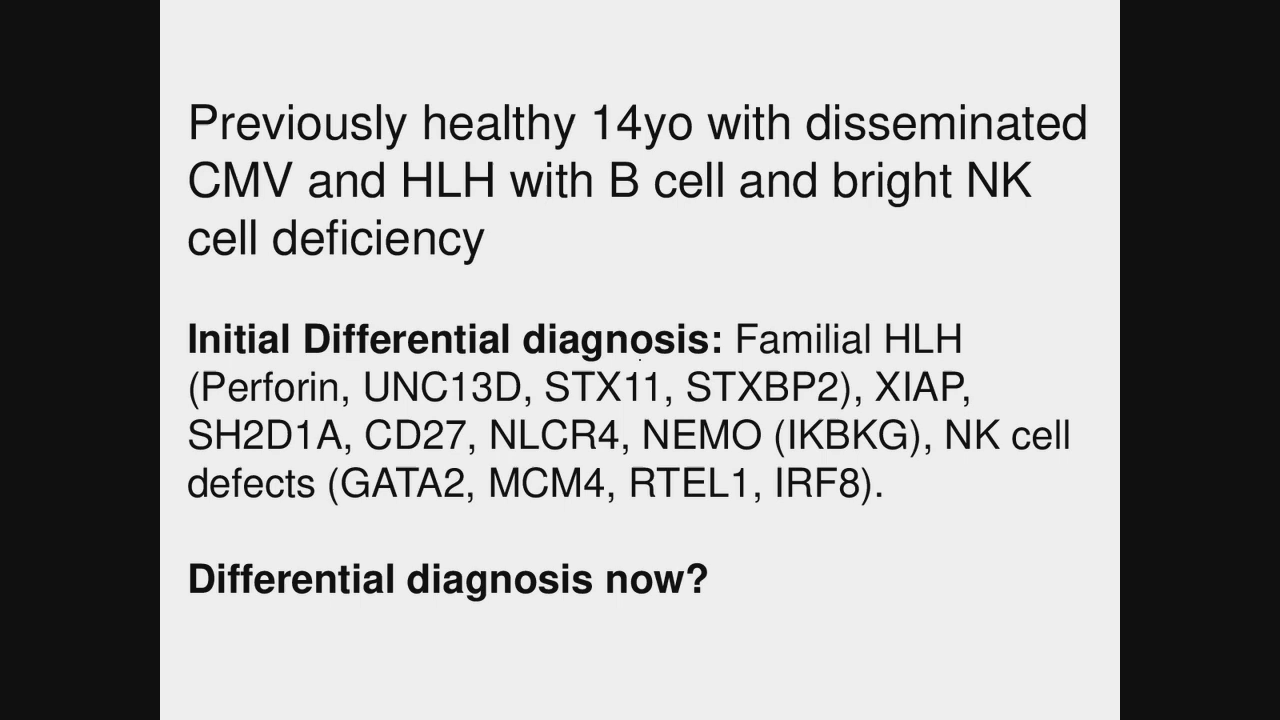 Previously healthy 14yo with disseminated
CMV and HLH with B cell and bright NK
cell deficiency
Initial Differential diagnosis: Familial HLH
(Perforin, UNC13D, STX11, STXBP2), XIAP,
SH2D1A, CD27, NLCR4, NEMO (IKBKG), NK cell
defects (GATA2, MCM4, RTEL1, IRF8).
Differential diagnosis now?